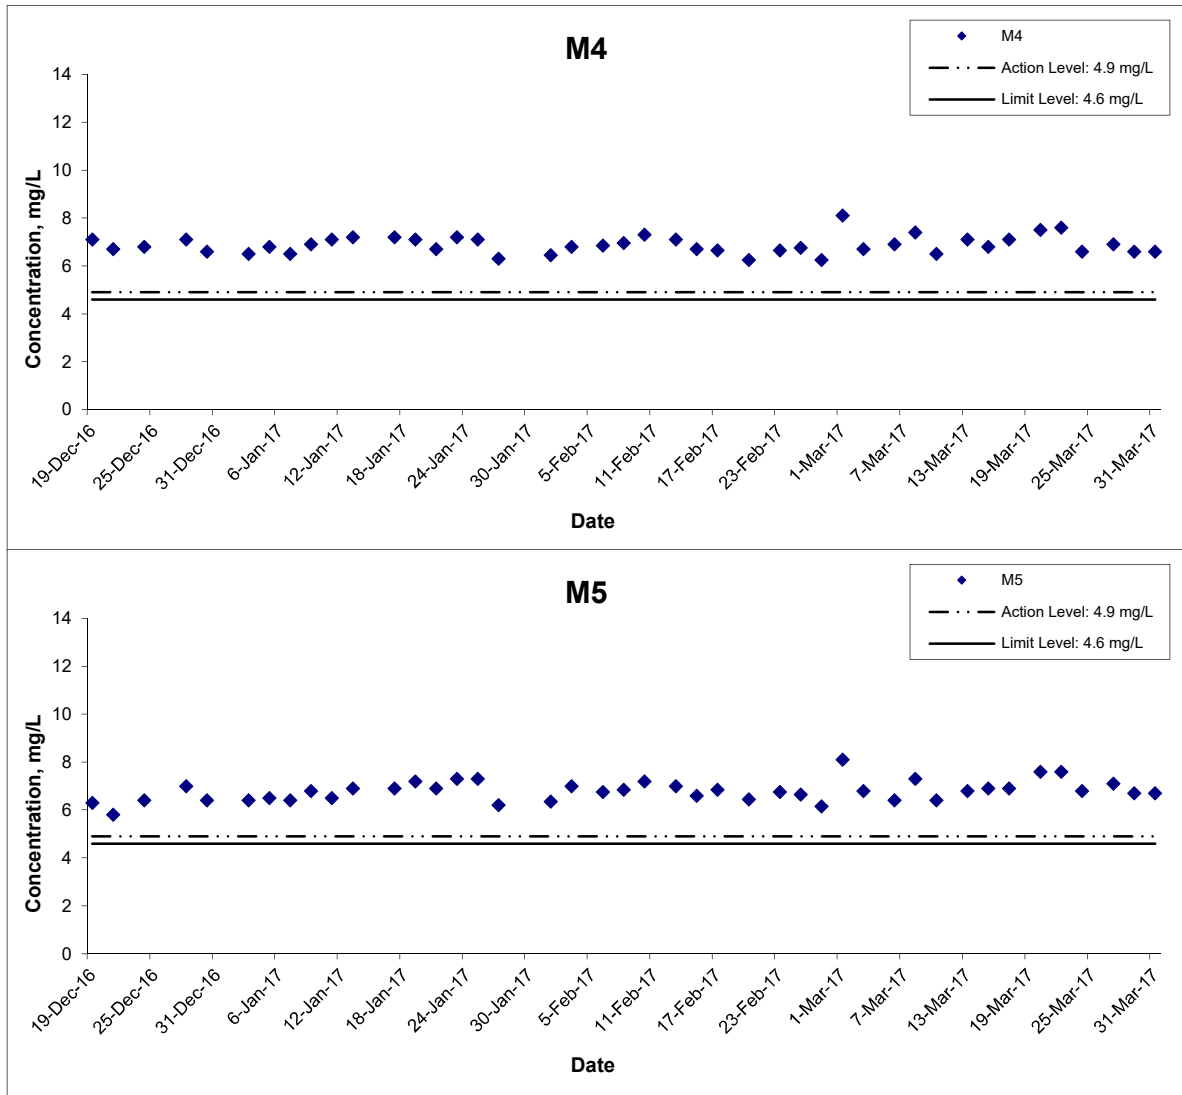 M4
M4
Action Level: 4.9 mg/L
Limit Level: 4.6 mg/L
Concentration, mg/L
14
12
10
8
6
4
2
0
19-Dec-16
25-Dec-16
31-Dec-16
6-Jan-17
12-Jan-17
18-Jan-17
24-Jan-17
30-Jan-17
5-Feb-17
11-Feb-17
17-Feb-17
23-Feb-17
1-Mar-17
7-Mar-17
13-Mar-17
19-Mar-17
25-Mar-17
31-Mar-17
Date
M5
M5
Action Level: 4.9 mg/L
Limit Level: 4.6 mg/L
Concentration, mg/L
14
12
10
8
6
4
2
0
19-Dec-16
25-Dec-16
31-Dec-16
6-Jan-17
12-Jan-17
18-Jan-17
24-Jan-17
30-Jan-17
5-Feb-17
11-Feb-17
17-Feb-17
23-Feb-17
1-Mar-17
7-Mar-17
13-Mar-17
19-Mar-17
25-Mar-17
31-Mar-17
Date